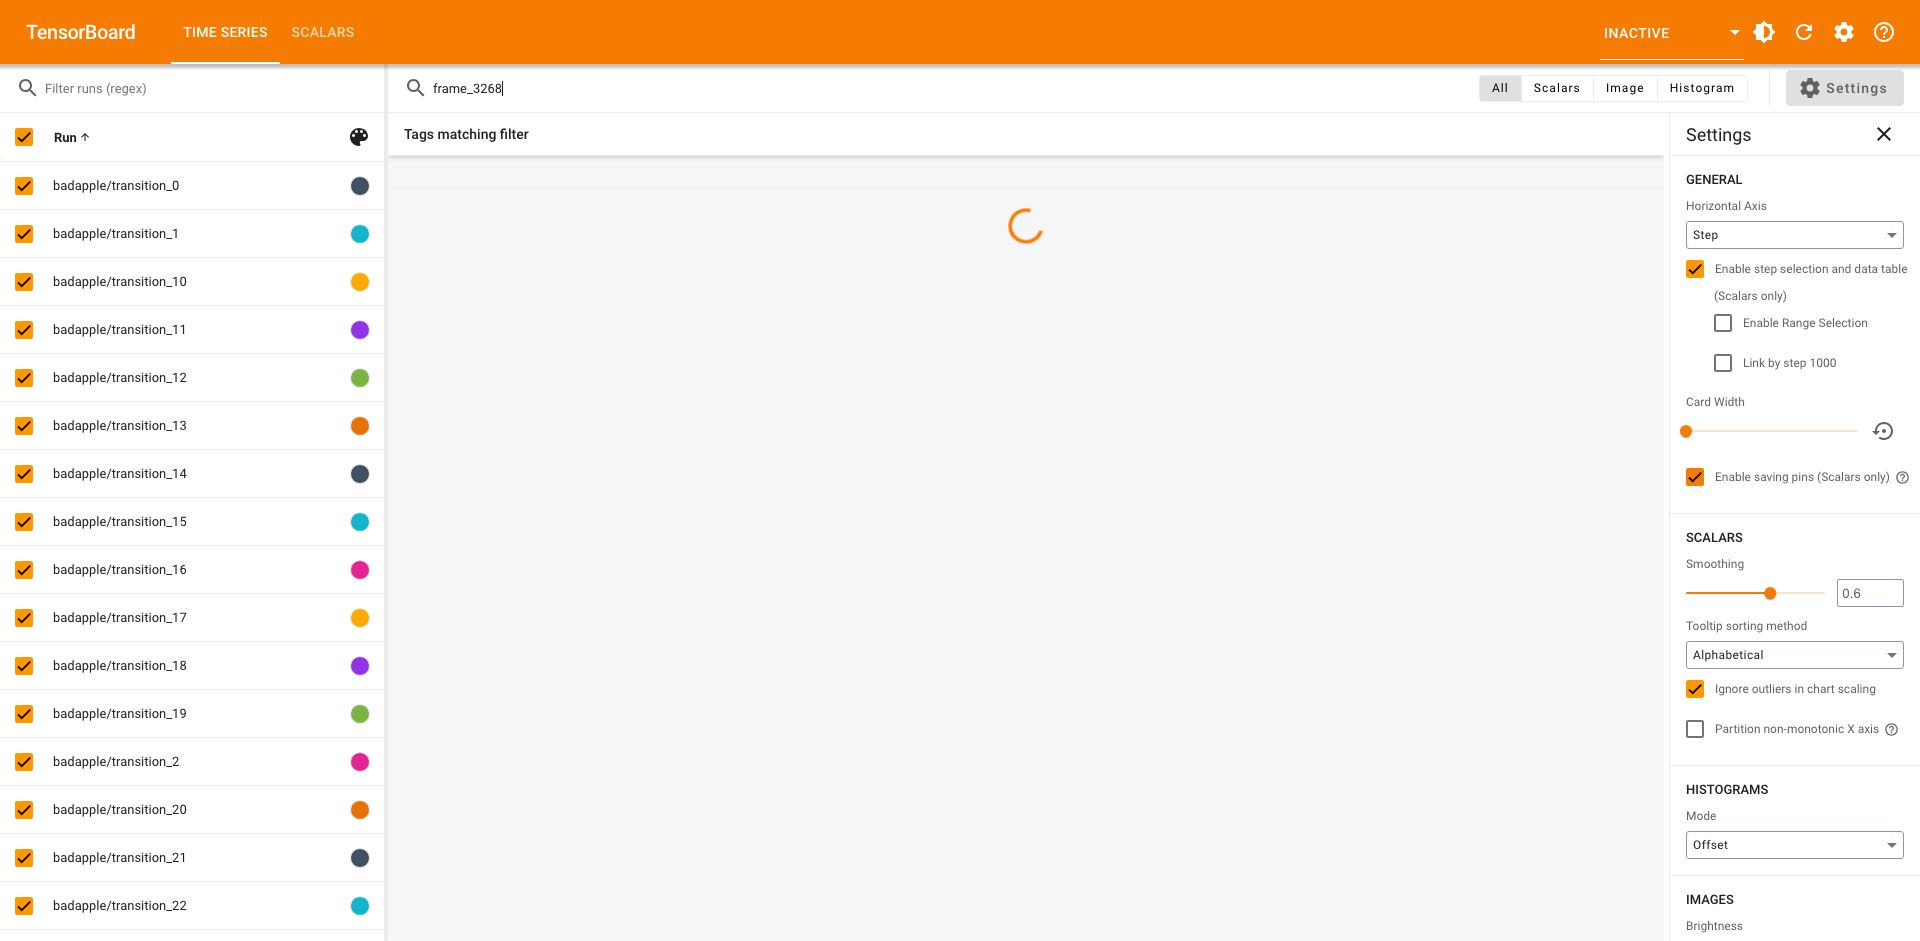 TensorBoard
TIME SERIES
SCALARS
INACTIVE
Filter runs (regex)
frame_3268
All
Scalars
Image
Histogram
Settings
Run
Tags matching filter
badapple/transition_0
badapple/transition_1
badapple/transition_10
badapple/transition_11
badapple/transition_12
badapple/transition_13
badapple/transition_14
badapple/transition_15
badapple/transition_16
badapple/transition_17
badapple/transition_18
badapple/transition_19
badapple/transition_2
badapple/transition_20
badapple/transition_21
badapple/transition_22
Settings
GENERAL
Horizontal Axis
Step
Enable step selection and data table
(Scalars only)
Enable Range Selection
Link by step 1000
Card Width
Enable saving pins (Scalars only)
SCALARS
Smoothing
0.6
Tooltip sorting method
Alphabetical
Ignore outliers in chart scaling
Partition non-monotonic X axis
HISTOGRAMS
Mode
Offset
IMAGES
Brightness